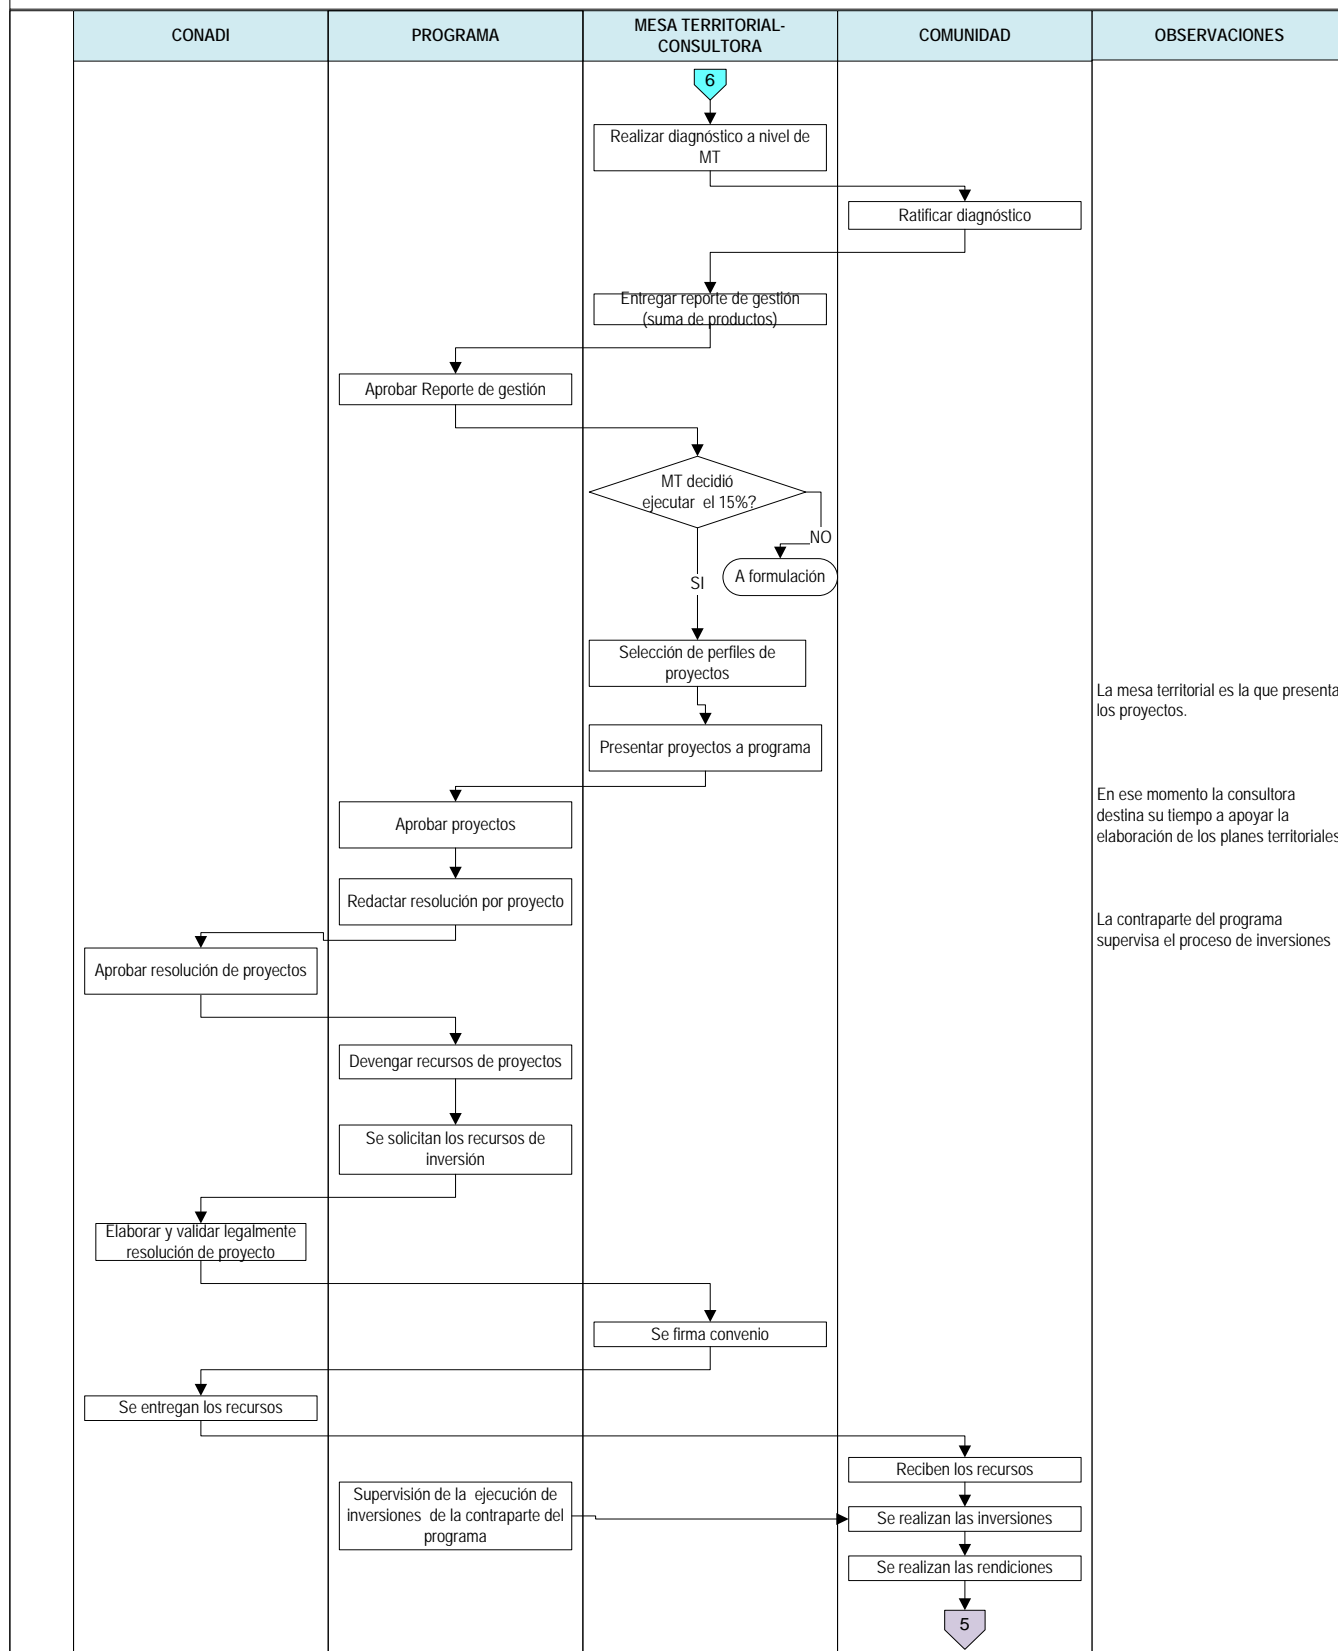 CONADI
PROGRAMA
MESA TERRITORIAL-
CONSULTORA
COMUNIDAD
OBSERVACIONES
6
Realizar diagnóstico a nivel de
MT
Ratificar diagnóstico
Entregar reporte de gestión
(suma de productos)
Aprobar Reporte de gestión
MT decidió
ejecutar el 15%?
NO
A formulación
SI
Selección de perfiles de
proyectos
La mesa territorial es la que presenta
los proyectos.
Presentar proyectos a programa
En ese momento la consultora
destina su tiempo a apoyar la
elaboración de los planes territoriales
Aprobar proyectos
Redactar resolución por proyecto
La contraparte del programa
supervisa el proceso de inversiones
Aprobar resolución de proyectos
Devengar recursos de proyectos
Se solicitan los recursos de
inversión
Elaborar y validar legalmente
resolución de proyecto
Se firma convenio
Se entregan los recursos
Reciben los recursos
Supervisión de la ejecución de
inversiones de la contraparte del
programa
Se realizan las inversiones
Se realizan las rendiciones
5